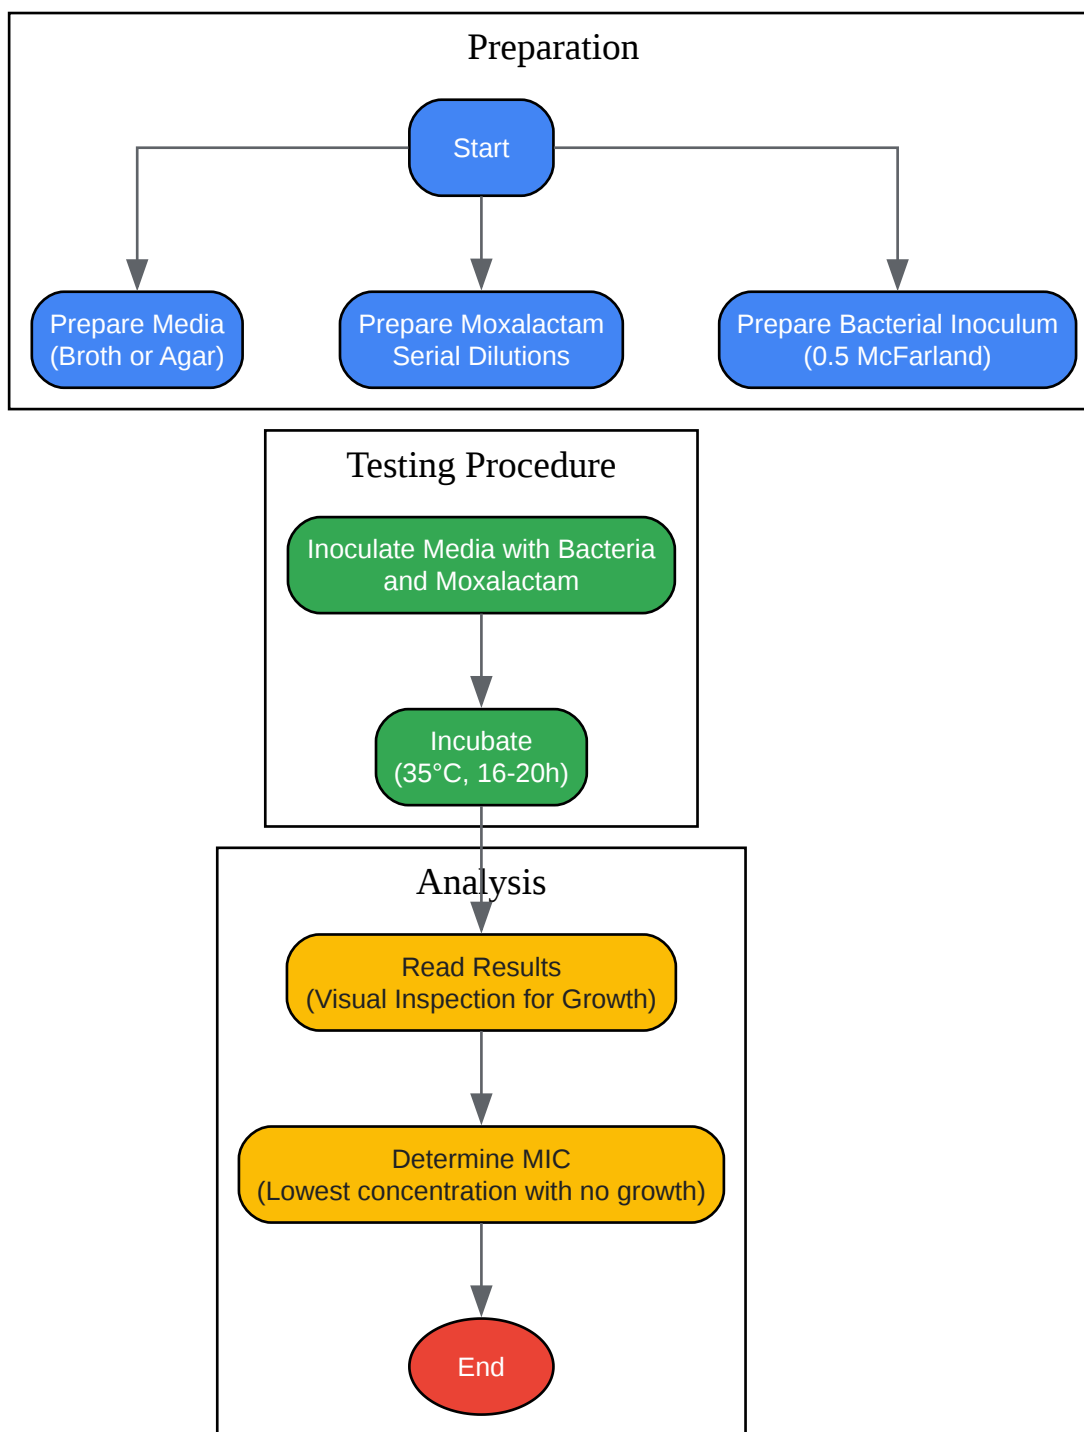 Preparation
Start
Prepare Media
(Broth or Agar)
Prepare Moxalactam
Serial Dilutions
Prepare Bacterial Inoculum
(0.5 McFarland)
Testing Procedure
Inoculate Media with Bacteria
and Moxalactam
Incubate
(35°C, 16-20h)
Analysis
Read Results
(Visual Inspection for Growth)
Determine MIC
(Lowest concentration with no growth)
End